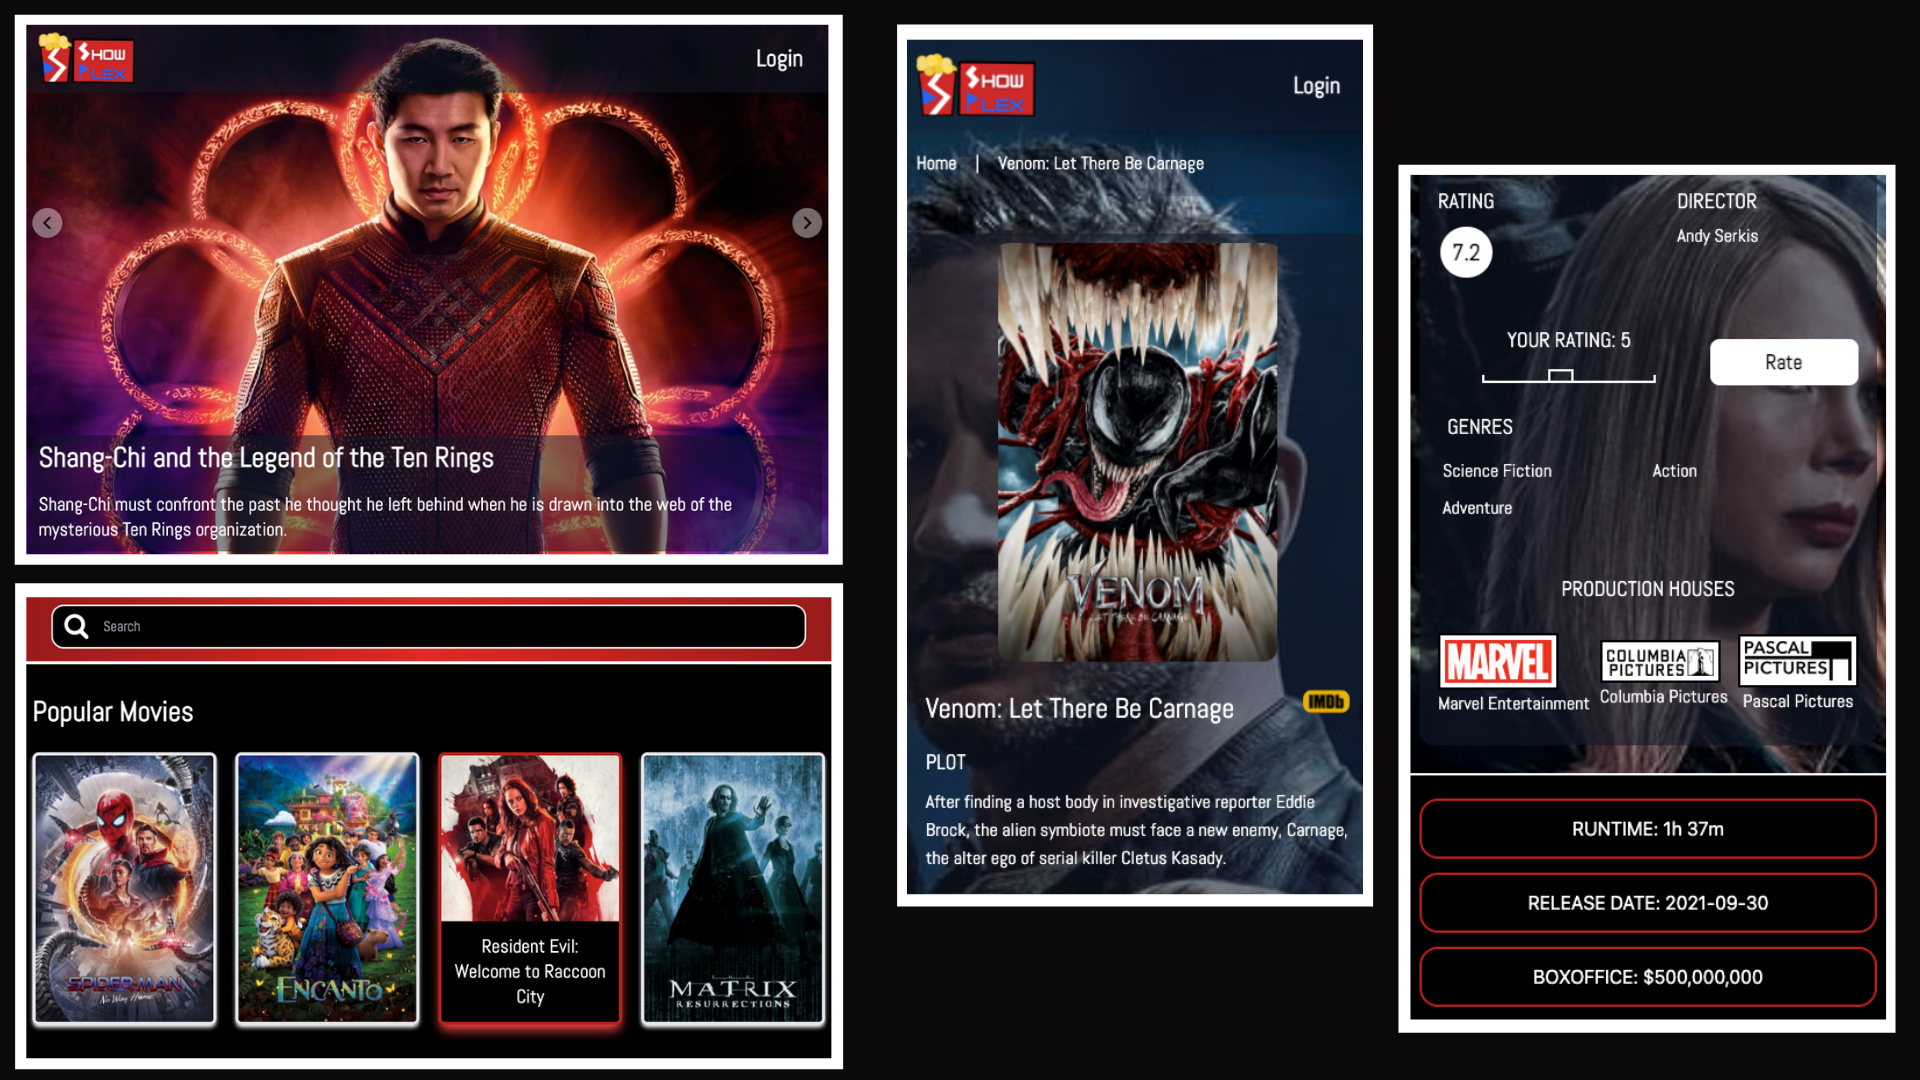 SHOW
PLEX
Login
Shang-Chi and the Legend of the Ten Rings
Shang-Chi must confront the past he thought he left behind when he is drawn into the web of the
mysterious Ten Rings organization.
Search
Popular Movies
SPIDER-MAN
No Way Home
ENCANTO
Resident Evil:
Welcome to Raccoon
City
MATRIX
RESURRECTIONS
SHOW
PLEX
Login
Home | Venom: Let There Be Carnage
VENOM
LET THERE BE CARNAGE
Venom: Let There Be Carnage
IMDb
PLOT
After finding a host body in investigative reporter Eddie
Brock, the alien symbiote must face a new enemy, Carnage,
the alter ego of serial killer Cletus Kasady.
RATING
DIRECTOR
7.2
Andy Serkis
YOUR RATING: 5
Rate
GENRES
Science Fiction
Action
Adventure
PRODUCTION HOUSES
MARVEL
COLUMBIA
PICTURES
PASCAL
PICTURES
Marvel Entertainment
Columbia Pictures
Pascal Pictures
RUNTIME: 1h 37m
RELEASE DATE: 2021-09-30
BOXOFFICE: $500,000,000